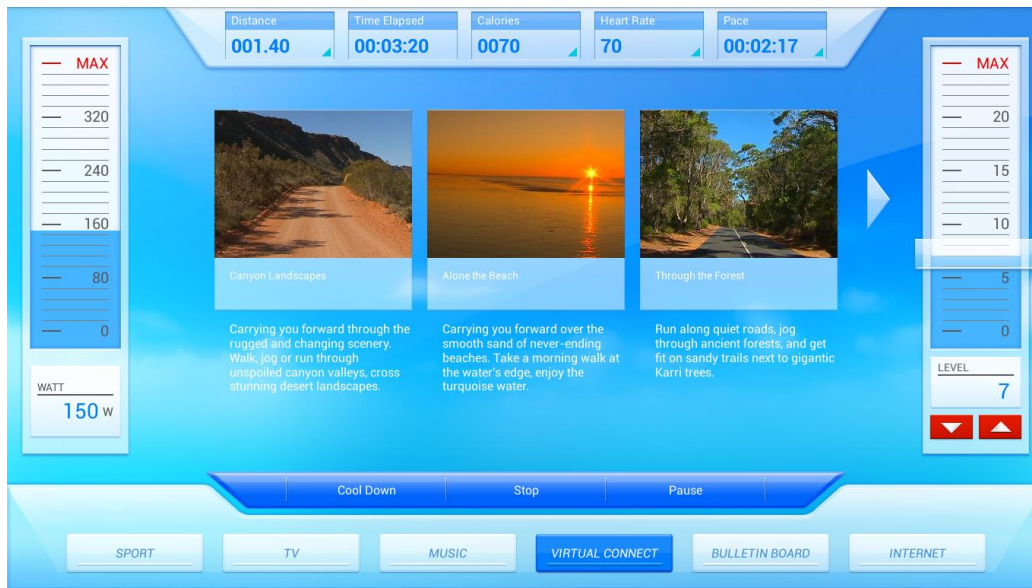 Distance
Time Elapsed
Calories
Heart Rate
Pace
001.40
00:03:20
0070
70
00:02:17
MAX
320
240
160
80
0
WATT
150 W
Canyon Landscapes
Carrying you forward through the
rugged and changing scenery.
Walk, jog or run through
unspoiled canyon valleys, cross
stunning desert landscapes.
Alone the Beach
Carrying you forward over the
smooth sand of never-ending
beaches. Take a morning walk at
the water's edge, enjoy the
turquoise water.
Through the Forest
Run along quiet roads, jog
through ancient forests, and get
fit on sandy trails next to gigantic
Karri trees.
MAX
20
15
10
5
0
LEVEL
7
Cool Down
Stop
Pause
SPORT
TV
MUSIC
VIRTUAL CONNECT
BULLETIN BOARD
INTERNET